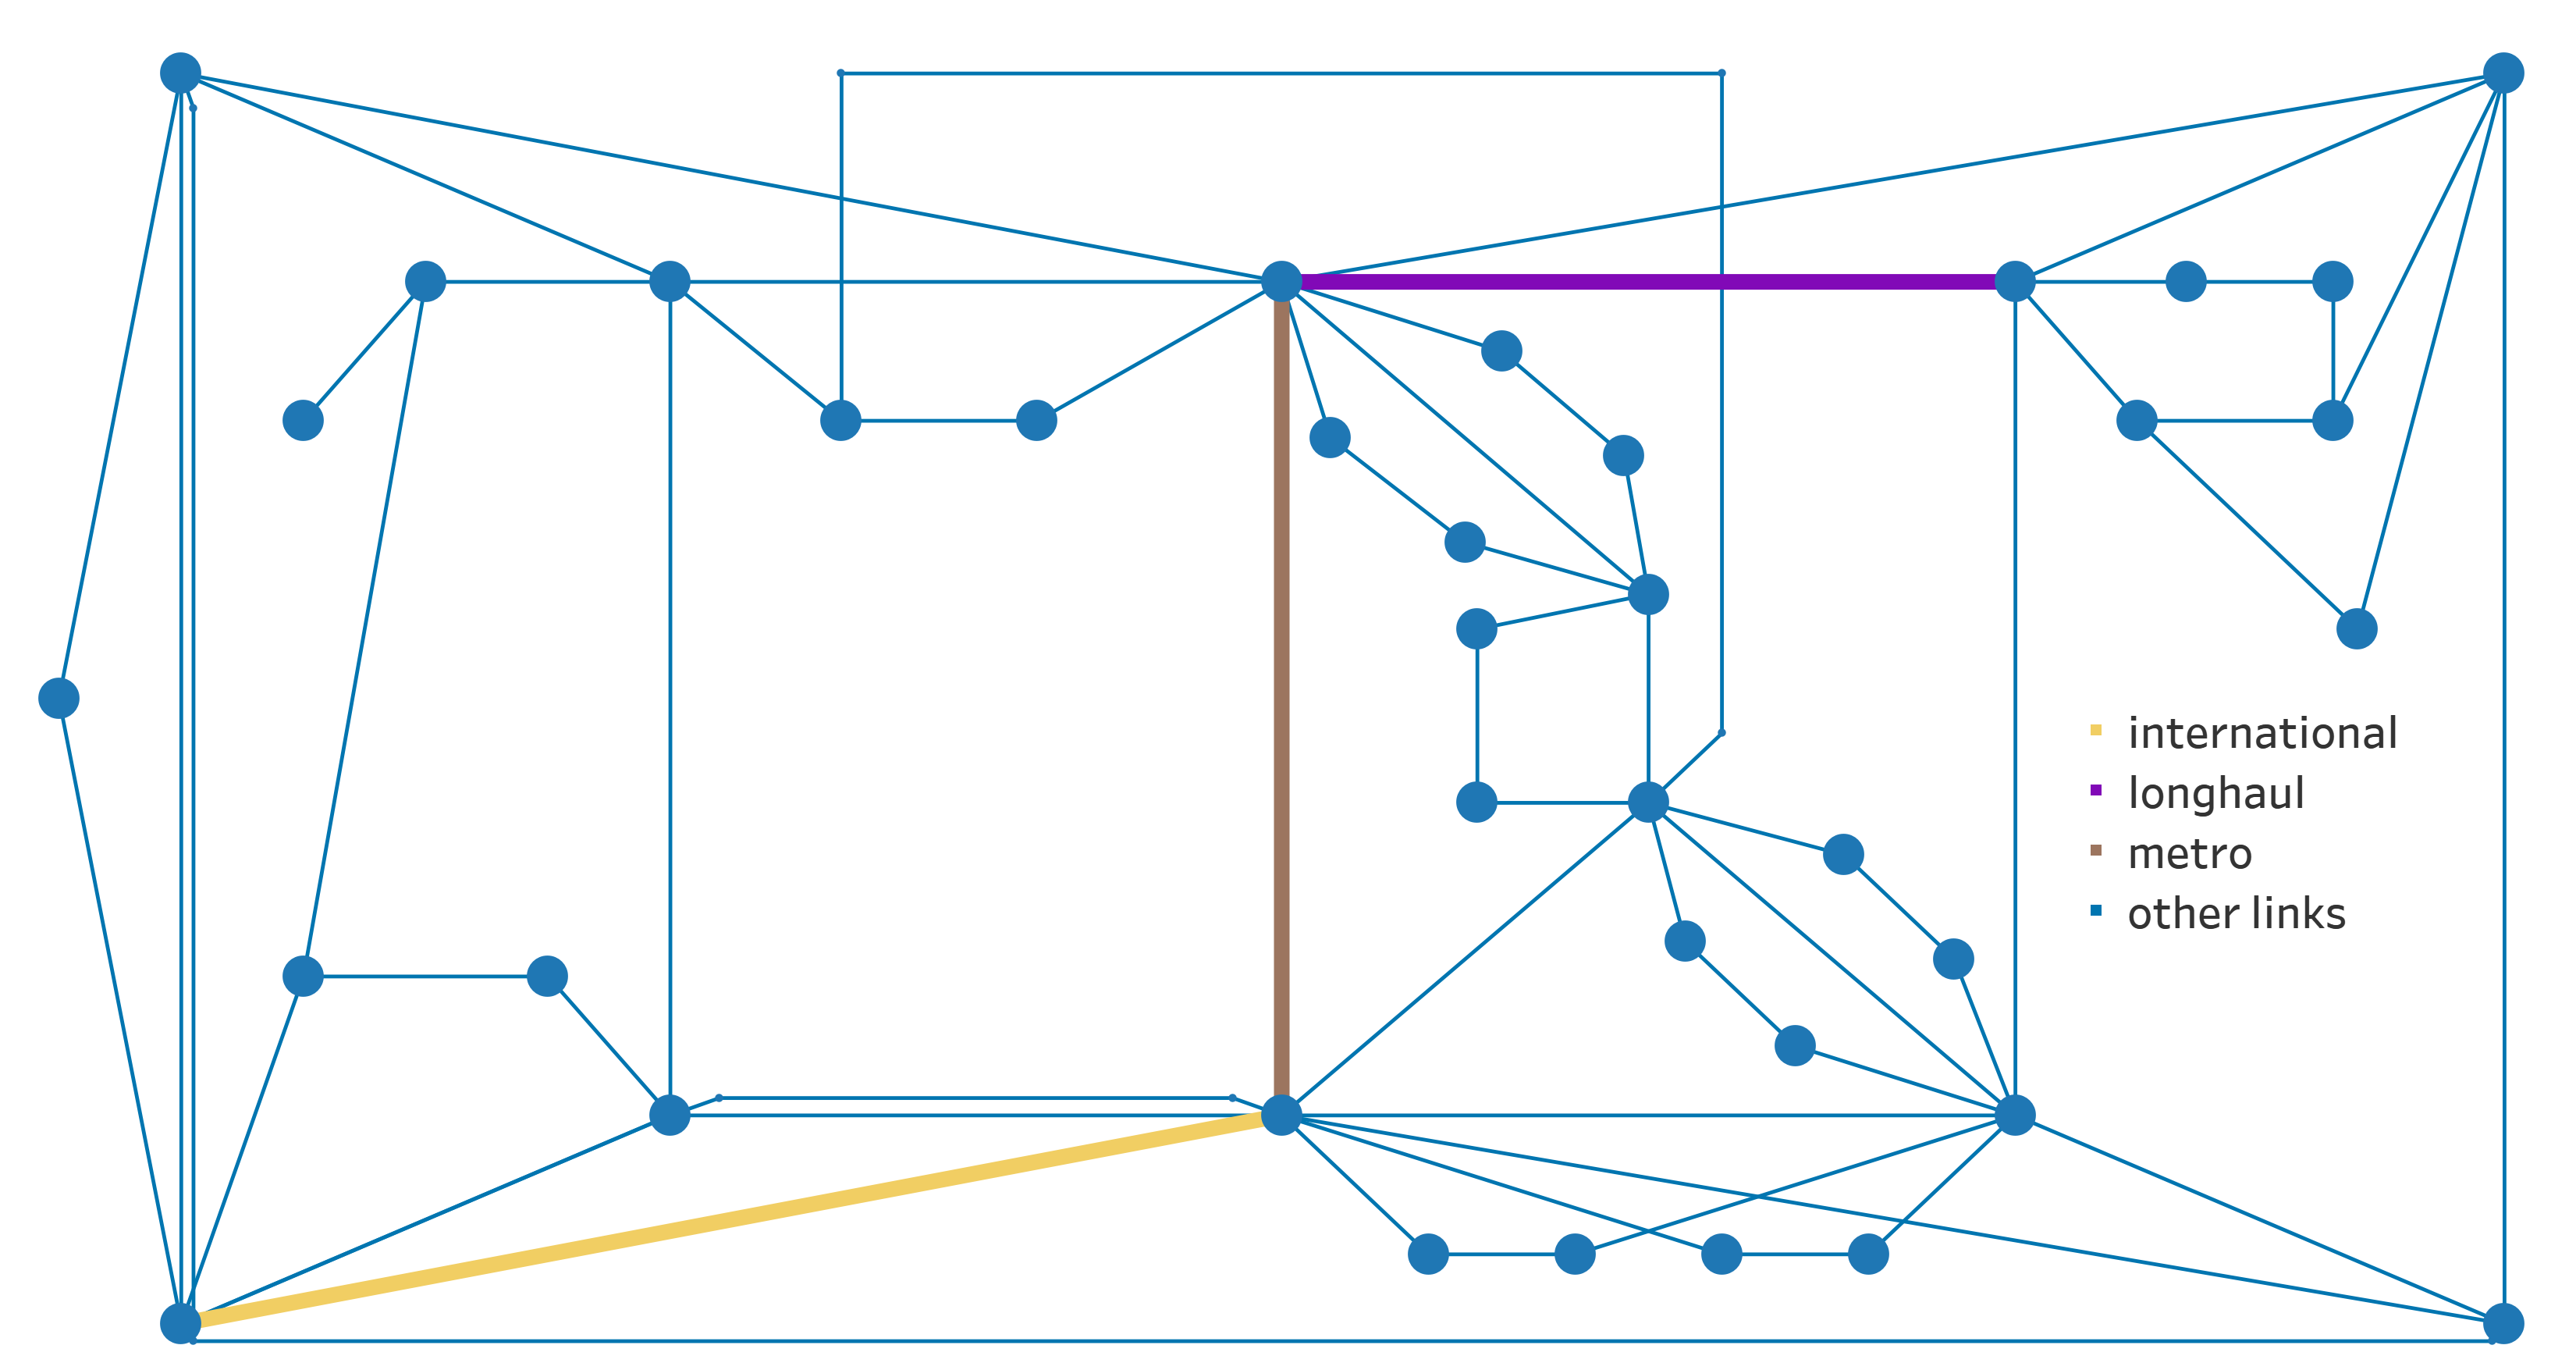 international
longhaul
metro
other links